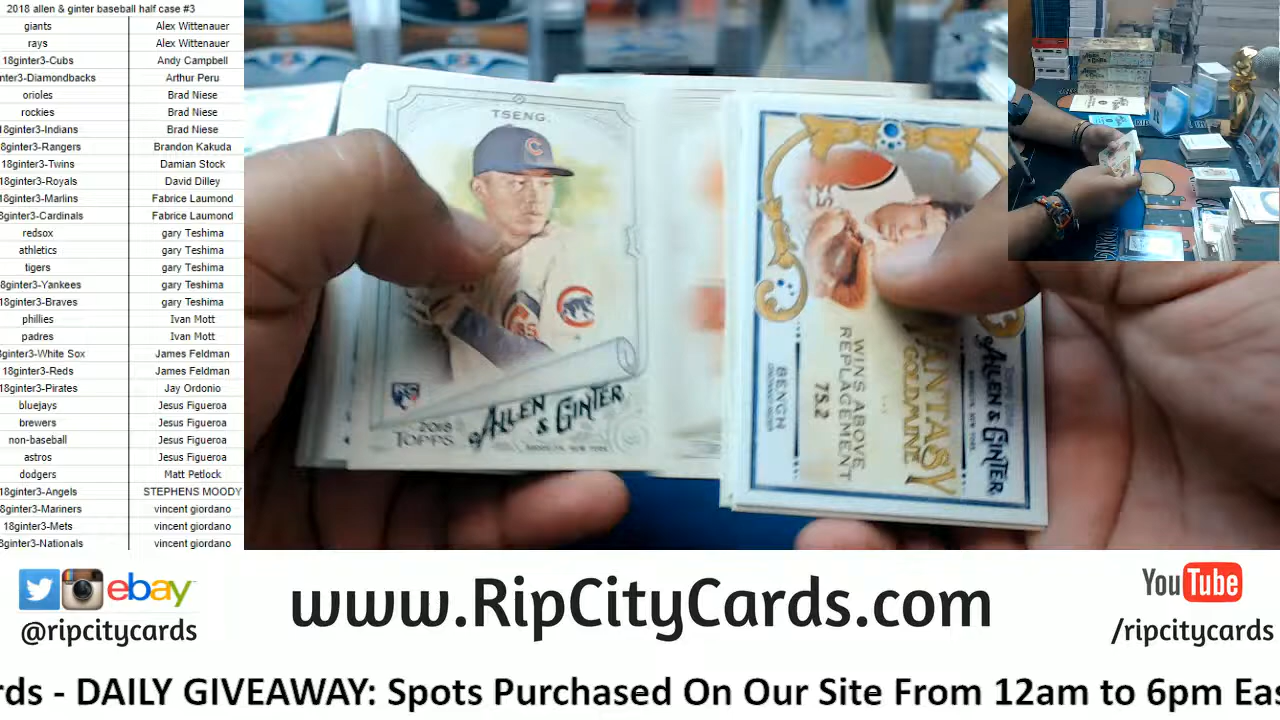 2018 allen & ginter baseball half case #3
giants Alex Wittenauer
rays Alex Wittenauer
18ginter3-Cubs Andy Campbell
nter3-Diamondbacks Arthur Peru
orioles Brad Niese
rockies Brad Niese
18ginter3-Indians Brad Niese
18ginter3-Rangers Brandon Kakuda
18ginter3-Twins Damian Stock
18ginter3-Royals David Dilley
18ginter3-Marlins Fabrice Laumond
8ginter3-Cardinals Fabrice Laumond
redsox gary Teshima
athletics gary Teshima
tigers gary Teshima
18ginter3-Yankees gary Teshima
18ginter3-Braves gary Teshima
phillies Ivan Mott
padres Ivan Mott
8ginter3-White Sox James Feldman
18ginter3-Reds James Feldman
18ginter3-Pirates Jay Ordonio
bluejays Jesus Figueroa
brewers Jesus Figueroa
non-baseball Jesus Figueroa
astros Jesus Figueroa
dodgers Matt Petlock
18ginter3-Angels STEPHENS MOODY
8ginter3-Mariners vincent giordano
18ginter3-Mets vincent giordano
8ginter3-Nationals vincent giordano
TSENG
C
65
RC
2018
TOPPS
ALLEN & GINTER
BROOKLYN, NEW YORK
WINS ABOVE
REPLACEMENT
75.2
BENCH
FANTASY
GOLDMINE
ALLEN & GINTER
ebay
@ripcitycards
www.RipCityCards.com
YouTube
/ripcitycards
rds - DAILY GIVEAWAY: Spots Purchased On Our Site From 12am to 6pm Eas